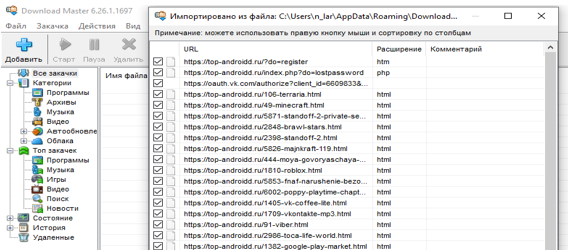 Download Master 6.26.1.1697
Файл Закачка Действия Вид
Добавить Старт Пауза Удалить
Все закачки
Категории
Программы
Архивы
Музыка
Видео
Автообновле
Облака
Топ закачек
Программы
Музыка
Игры
Видео
Поиск
Новости
Состояние
История
Удаленные
Имя файла
Импортировано из файла: C:\Users\n_lar\AppData\Roaming\Download...
Примечание: можете использовать правую кнопку мыши и сортировку по столбцам
URL Расширение Комментарий
https://top-androidd.ru/?do=register htm
https://top-androidd.ru/index.php?do=lostpassword php
https://oauth.vk.com/authorize?client_id=6609833&...
https://top-androidd.ru/106-terraria.html html
https://top-androidd.ru/49-minecraft.html html
https://top-androidd.ru/5871-standoff-2-private-se... html
https://top-androidd.ru/2848-brawl-stars.html html
https://top-androidd.ru/2398-standoff-2.html html
https://top-androidd.ru/5826-majnkraft-119.html html
https://top-androidd.ru/444-moya-govoryaschaya-... html
https://top-androidd.ru/1810-roblox.html html
https://top-androidd.ru/5853-fnaf-narushenie-bezo... html
https://top-androidd.ru/6002-poppy-playtime-chapt... html
https://top-androidd.ru/1405-vk-coffee-lite.html html
https://top-androidd.ru/1709-vkontakte-mp3.html html
https://top-androidd.ru/91-viber.html html
https://top-androidd.ru/2986-toca-life-world.html html
https://top-androidd.ru/1382-google-play-market.html html